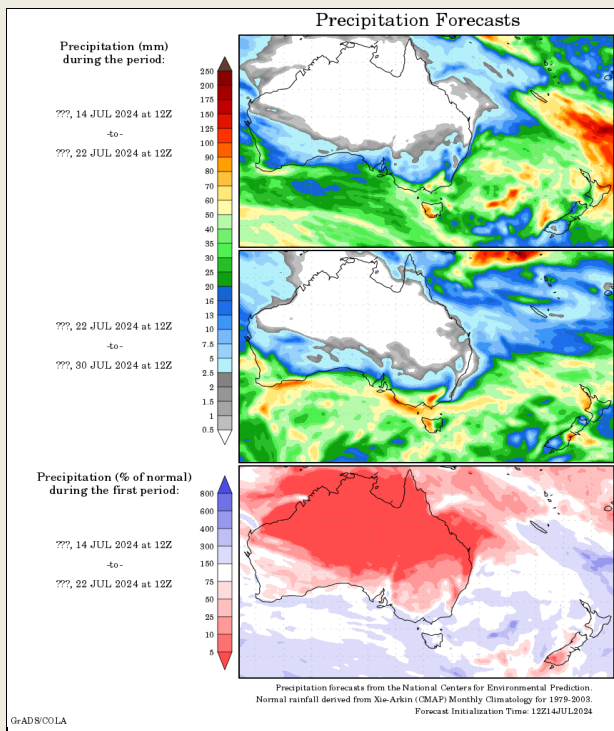 Precipitation Forecasts
Precipitation (mm)
during the period:
???, 14 JUL 2024 at 12Z
-to-
???, 22 JUL 2024 at 12Z
250
200
175
150
125
100
90
80
70
60
50
40
35
30
25
20
16
13
10
7.5
5
2.5
2
1.5
1
0.5
???, 22 JUL 2024 at 12Z
-to-
???, 30 JUL 2024 at 12Z
Precipitation (% of normal)
during the first period:
???, 14 JUL 2024 at 12Z
-to-
???, 22 JUL 2024 at 12Z
800
600
400
300
150
75
50
25
10
5
Precipitation forecasts from the National Centers for Environmental Prediction.
Normal rainfall derived from Xie-Arkin (CMAP) Monthly Climatology for 1979-2003.
Forecast Initialization Time: 12Z14JUL2024
GrADS/COLA